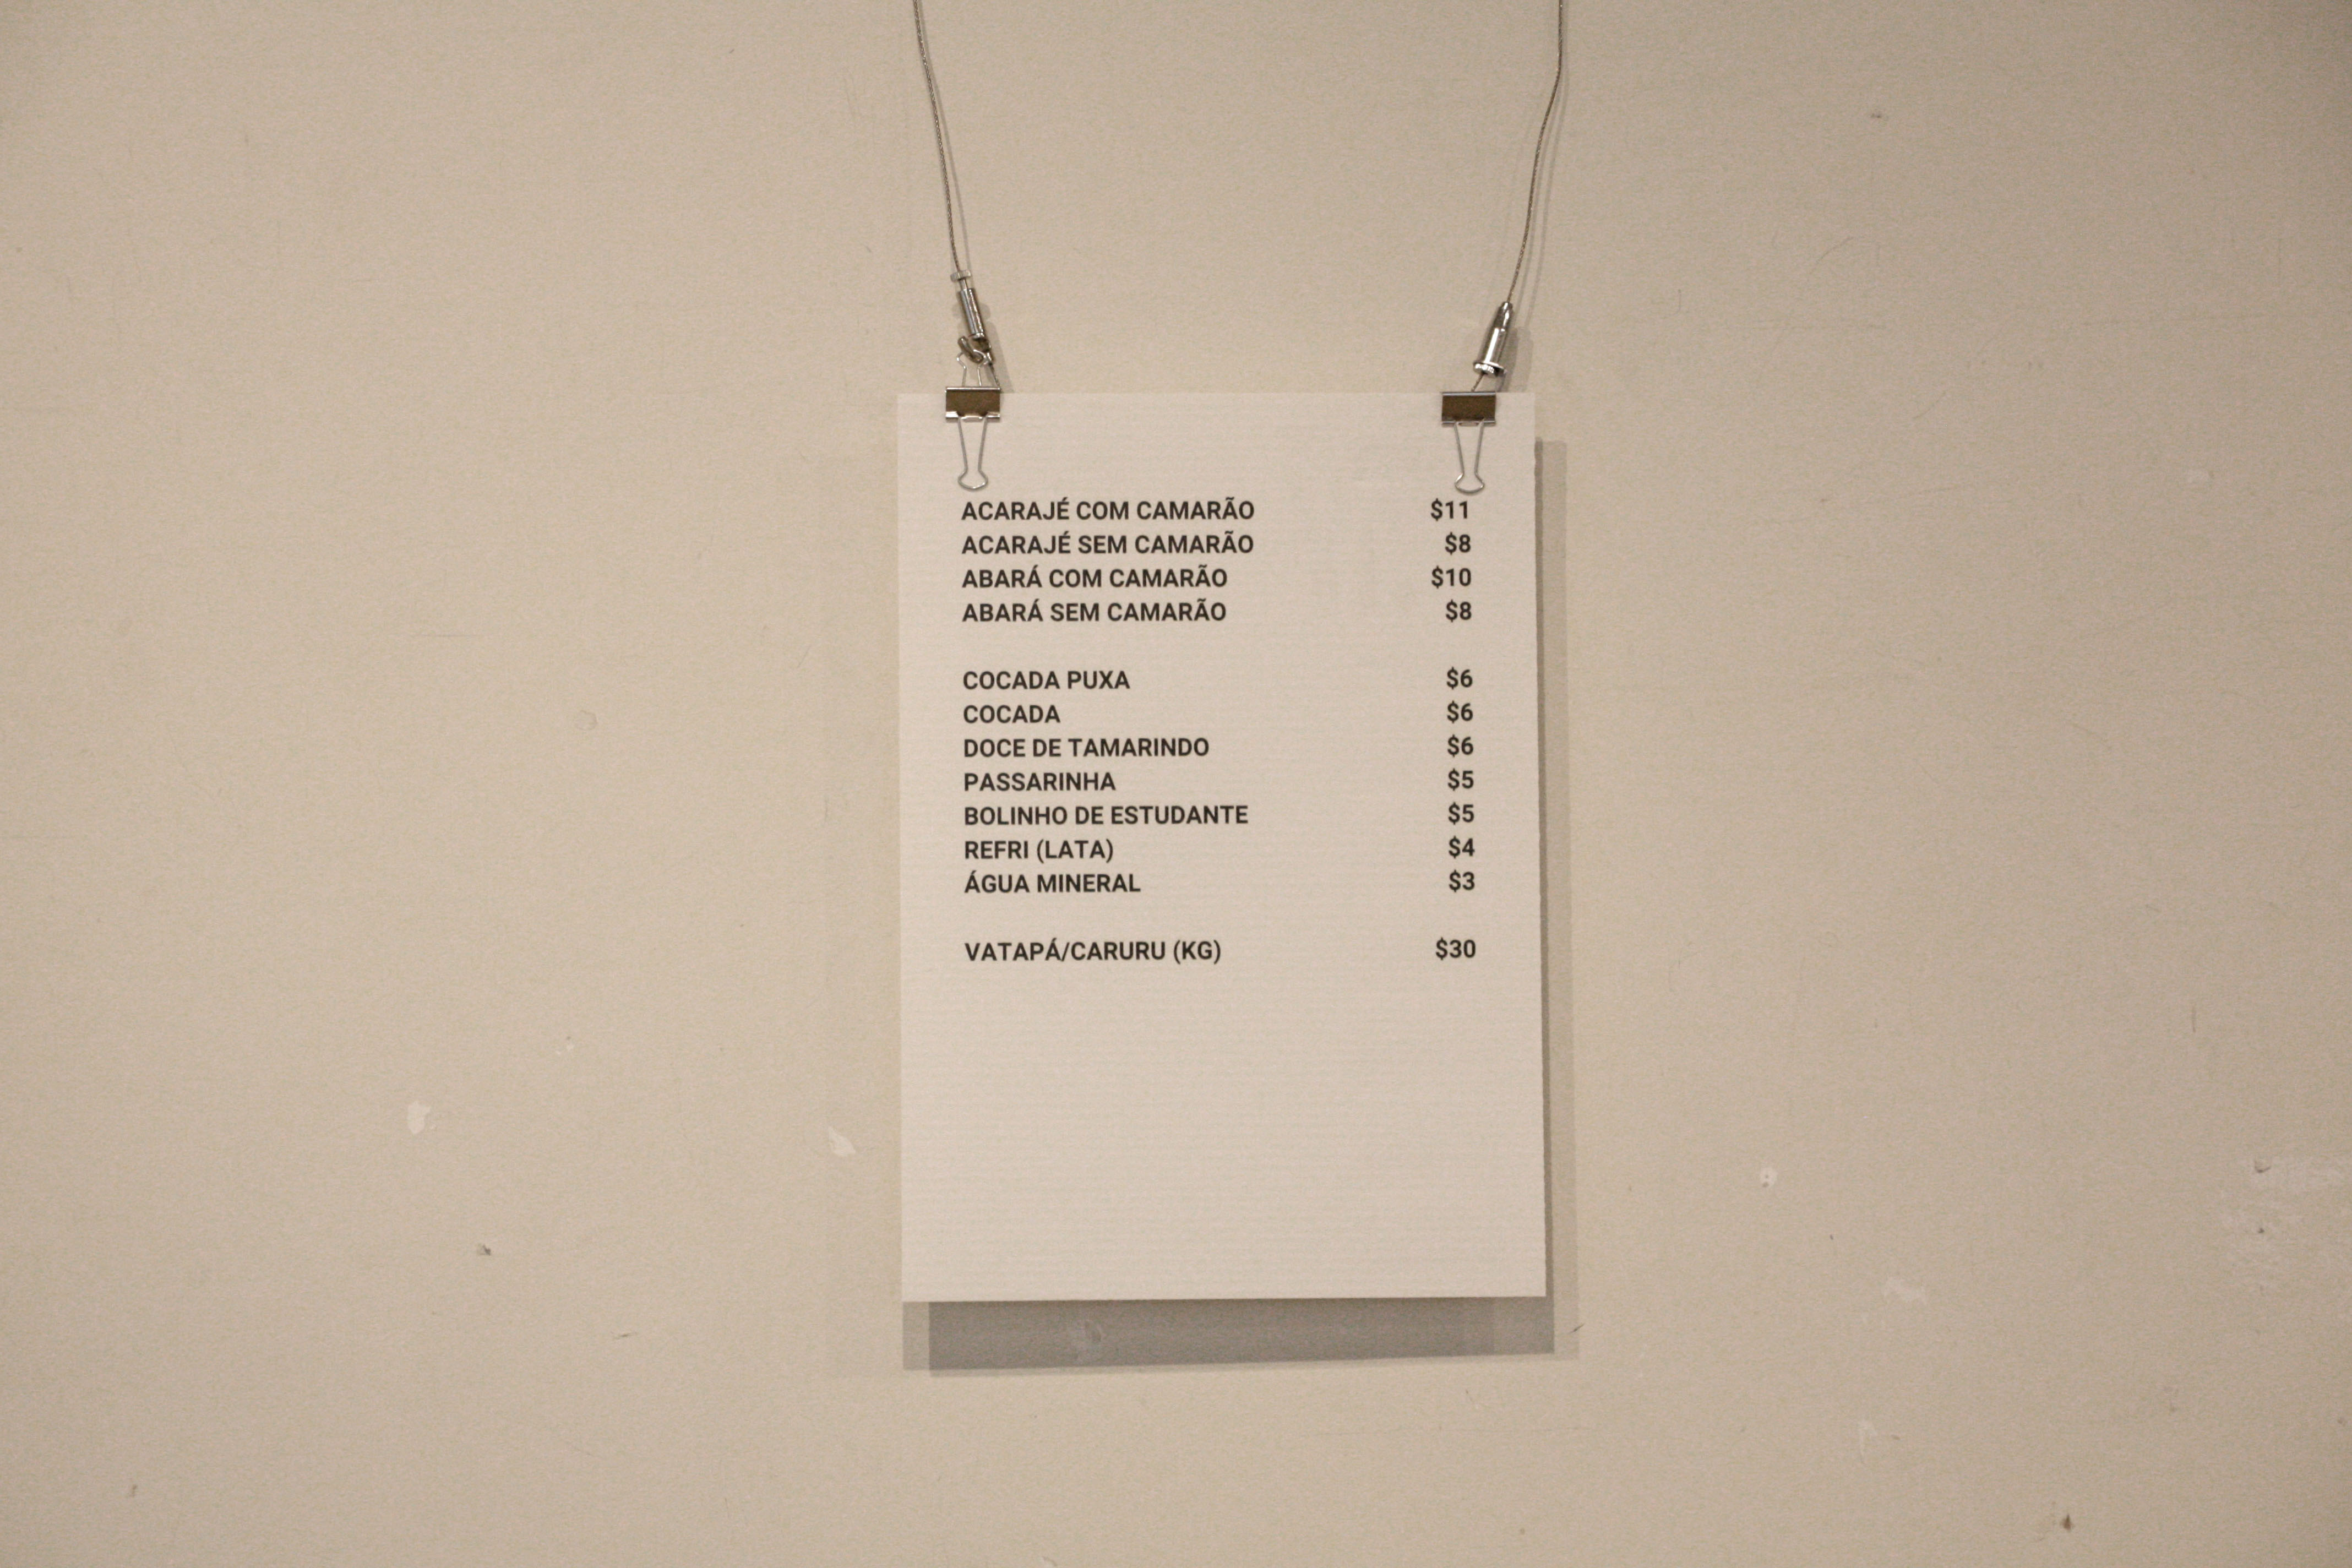 ACARAJÉ COM CAMARÃO $11
ACARAJÉ SEM CAMARÃO $8
ABARÁ COM CAMARÃO $10
ABARÁ SEM CAMARÃO $8
COCADA PUXA $6
COCADA $6
DOCE DE TAMARINDO $6
PASSARINHA $5
BOLINHO DE ESTUDANTE $5
REFRI (LATA) $4
ÁGUA MINERAL $3
VATAPÁ/CARURU (KG) $30